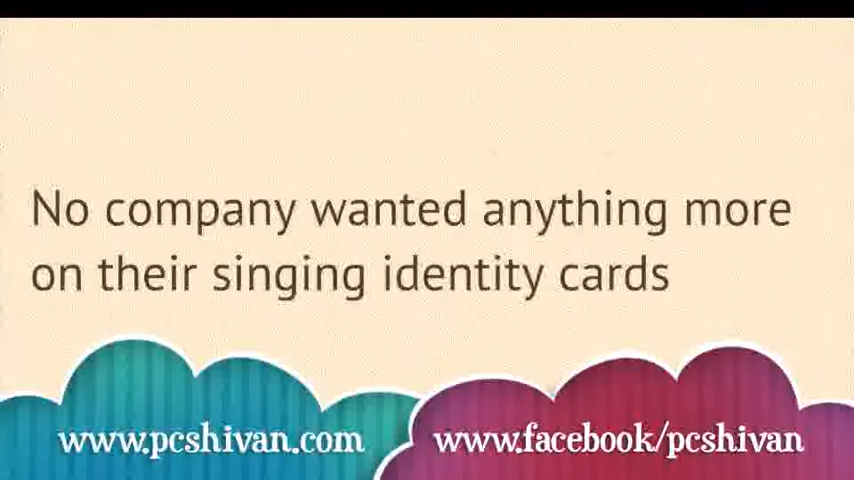 No company wanted anything more
on their singing identity cards
www.pcshivan.com
www.facebook/pcshivan